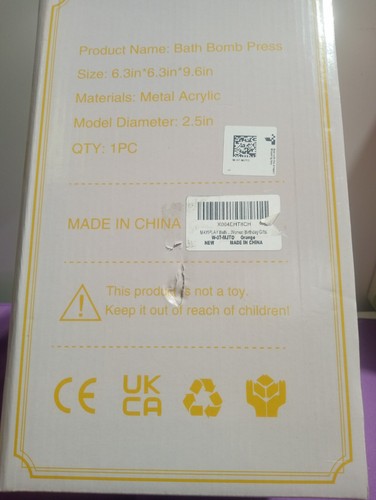 Product Name: Bath Bomb Press
Size: 6.3in*6.3in*9.6in
Materials: Metal Acrylic
Model Diameter: 2.5in
QTY: 1PC
MADE IN CHINA
Orange
NEW MADE IN CHINA
This product is not a toy.
Keep it out of reach of children!
CE
UK
CA